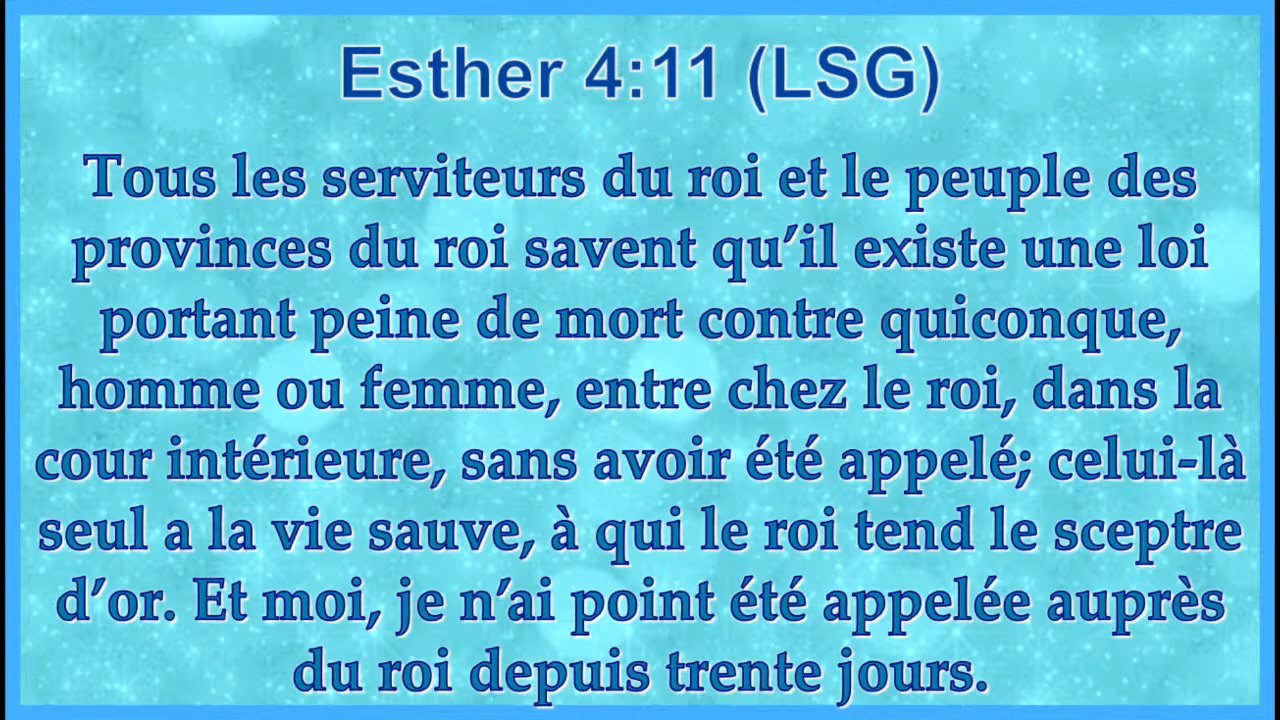 Esther 4:11 (LSG)
Tous les serviteurs du roi et le peuple des
provinces du roi savent qu’il existe une loi
portant peine de mort contre quiconque,
homme ou femme, entre chez le roi, dans la
cour intérieure, sans avoir été appelé; celui-là
seul a la vie sauve, à qui le roi tend le sceptre
d’or. Et moi, je n’ai point été appelée auprès
du roi depuis trente jours.